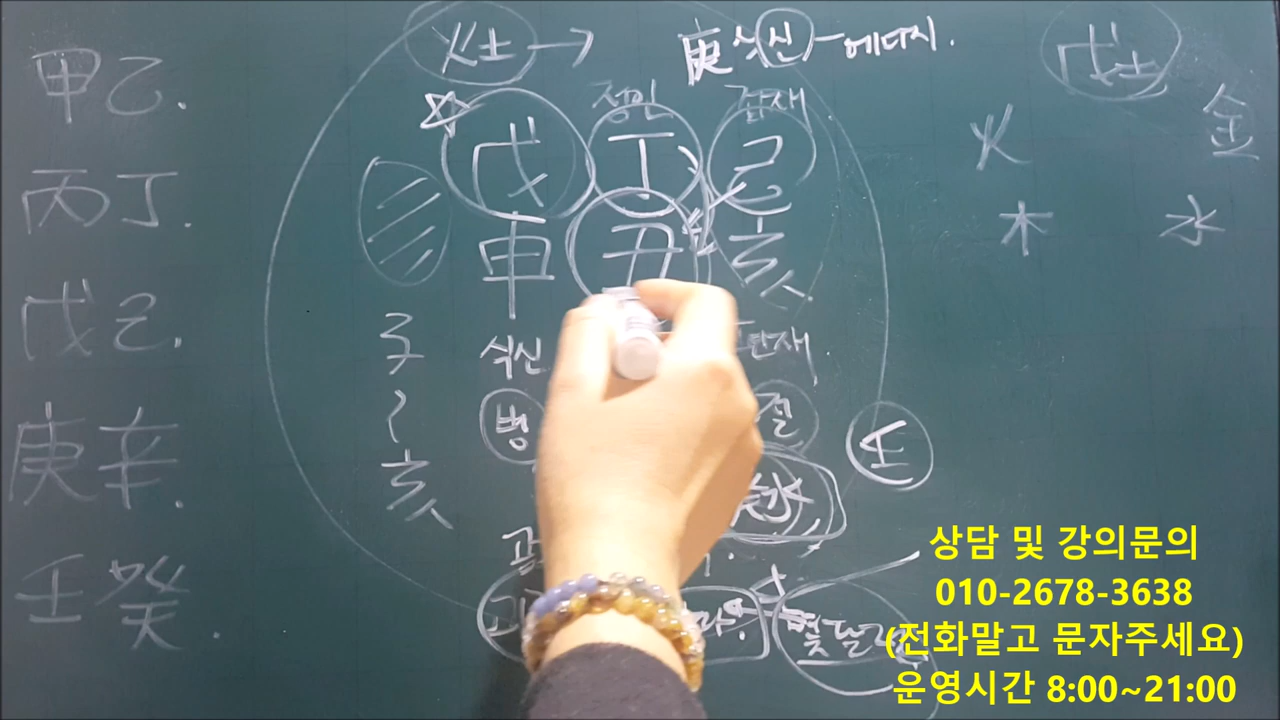 甲乙.
丙丁.
戊己.
庚辛.
壬癸.
火土 → 庚 식신 - 에너지.
정인 겁재
戊 丁 己
申 丑 亥
식신
편재
병
절
子
亥
水
戊土
火 金
木 水
상담 및 강의문의
010-2678-3638
(전화말고 문자주세요)
운영시간 8:00~21:00